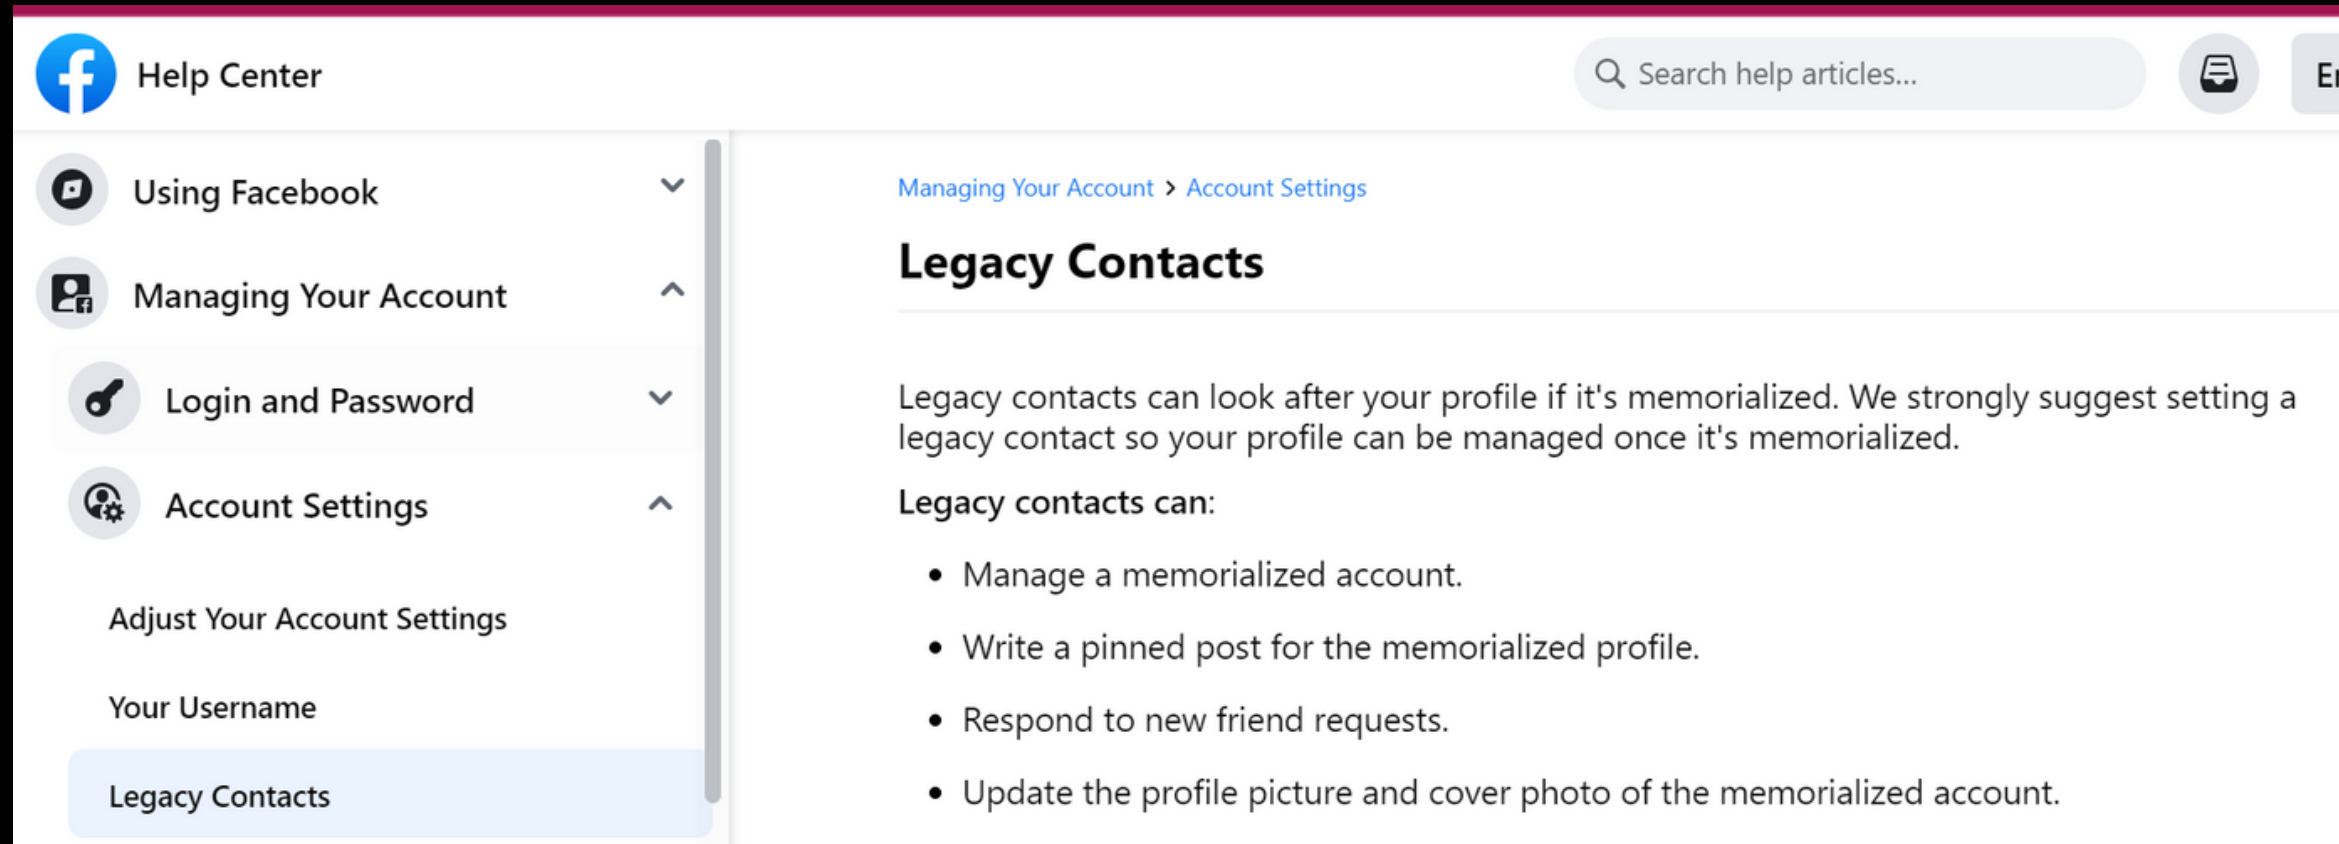 Help Center
Search help articles...
Using Facebook
Managing Your Account
Login and Password
Account Settings
Adjust Your Account Settings
Your Username
Legacy Contacts
Managing Your Account > Account Settings
Legacy Contacts
Legacy contacts can look after your profile if it's memorialized. We strongly suggest setting a
legacy contact so your profile can be managed once it's memorialized.
Legacy contacts can:
• Manage a memorialized account.
• Write a pinned post for the memorialized profile.
• Respond to new friend requests.
• Update the profile picture and cover photo of the memorialized account.